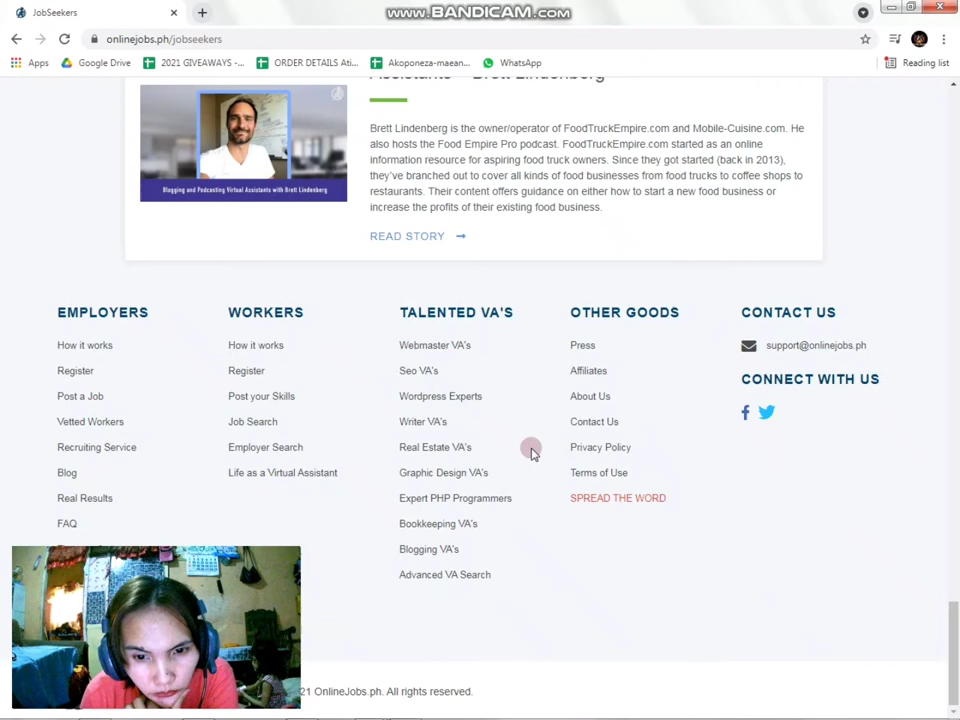 JobSeekers
www.BANDICAM.com
onlinejobs.ph/jobseekers
Apps
Google Drive
2021 GIVEAWAYS -...
ORDER DETAILS Ati...
Akoponeza-maean...
WhatsApp
Reading list
Assistants – Brett Lindenberg
Brett Lindenberg is the owner/operator of FoodTruckEmpire.com and Mobile-Cuisine.com. He
also hosts the Food Empire Pro podcast. FoodTruckEmpire.com started as an online
information resource for aspiring food truck owners. Since they got started (back in 2013),
they've branched out to cover all kinds of food businesses from food trucks to coffee shops to
restaurants. Their content offers guidance on either how to start a new food business or
increase the profits of their existing food business.
Blogging and Podcasting Virtual Assistants with Brett Lindenberg
READ STORY
EMPLOYERS
How it works
Register
Post a Job
Vetted Workers
Recruiting Service
Blog
Real Results
FAQ
WORKERS
How it works
Register
Post your Skills
Job Search
Employer Search
Life as a Virtual Assistant
TALENTED VA'S
Webmaster VA's
Seo VA's
Wordpress Experts
Writer VA's
Real Estate VA's
Graphic Design VA's
Expert PHP Programmers
Bookkeeping VA's
Blogging VA's
Advanced VA Search
OTHER GOODS
Press
Affiliates
About Us
Contact Us
Privacy Policy
Terms of Use
SPREAD THE WORD
CONTACT US
support@onlinejobs.ph
CONNECT WITH US
21 OnlineJobs.ph. All rights reserved.